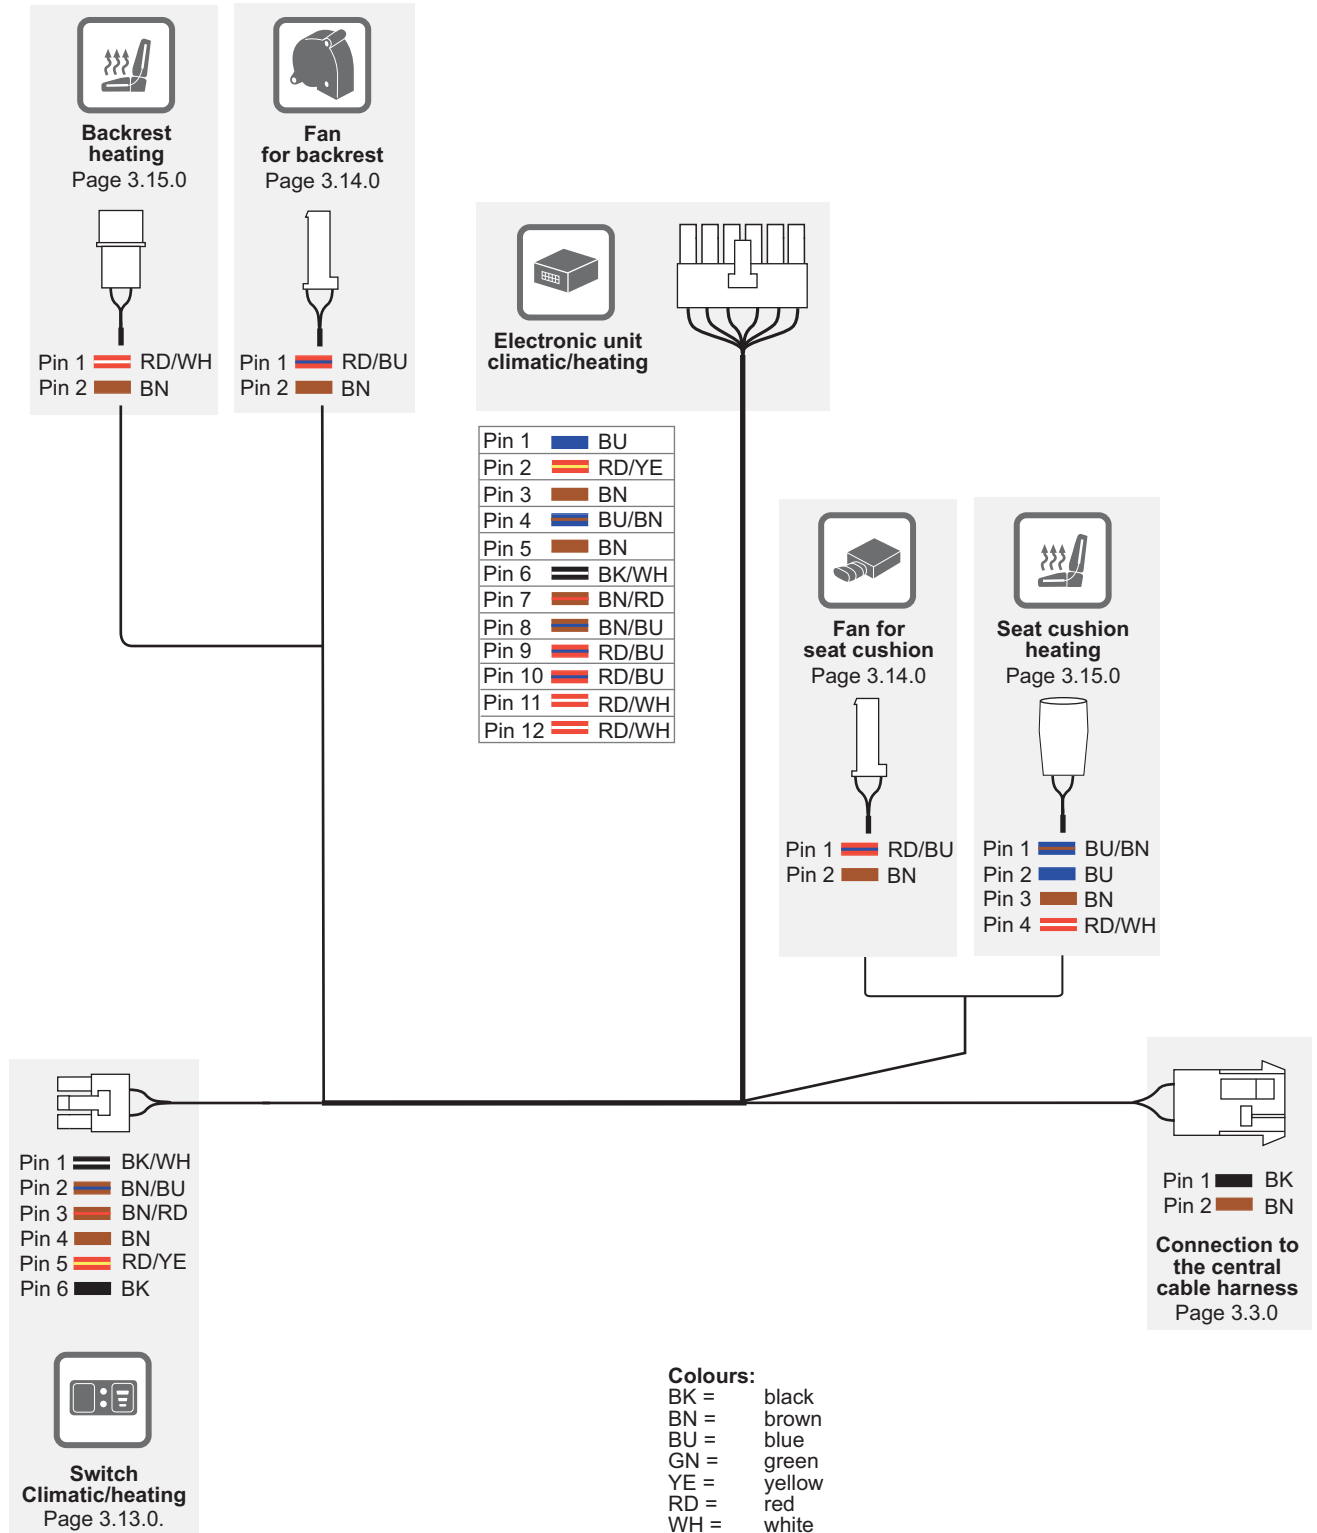 Backrest
heating
Page 3.15.0
Pin 1 RD/WH
Pin 2 BN
Fan
for backrest
Page 3.14.0
Pin 1 RD/BU
Pin 2 BN
Electronic unit
climatic/heating
Pin 1 BU
Pin 2 RD/YE
Pin 3 BN
Pin 4 BU/BN
Pin 5 BN
Pin 6 BK/WH
Pin 7 BN/RD
Pin 8 BN/BU
Pin 9 RD/BU
Pin 10 RD/BU
Pin 11 RD/WH
Pin 12 RD/WH
Fan for
seat cushion
Page 3.14.0
Pin 1 RD/BU
Pin 2 BN
Seat cushion
heating
Page 3.15.0
Pin 1 BU/BN
Pin 2 BU
Pin 3 BN
Pin 4 RD/WH
Pin 1 BK/WH
Pin 2 BN/BU
Pin 3 BN/RD
Pin 4 BN
Pin 5 RD/YE
Pin 6 BK
Switch
Climatic/heating
Page 3.13.0.
Pin 1 BK
Pin 2 BN
Connection to
the central
cable harness
Page 3.3.0
Colours:
BK = black
BN = brown
BU = blue
GN = green
YE = yellow
RD = red
WH = white